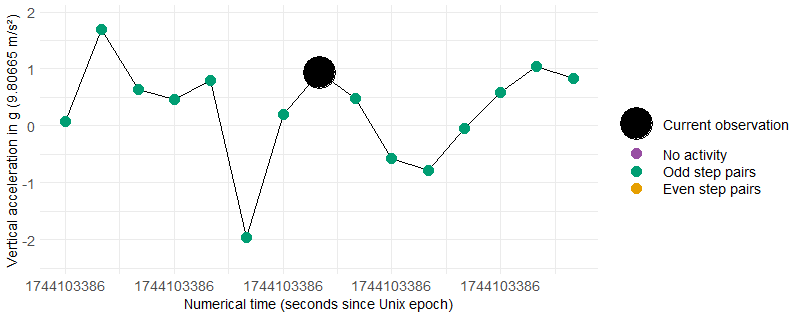 Vertical acceleration in g (9.80665 m/s²)
2
1
0
-1
-2
1744103386 1744103386 1744103386 1744103386 1744103386
Numerical time (seconds since Unix epoch)
Current observation
No activity
Odd step pairs
Even step pairs